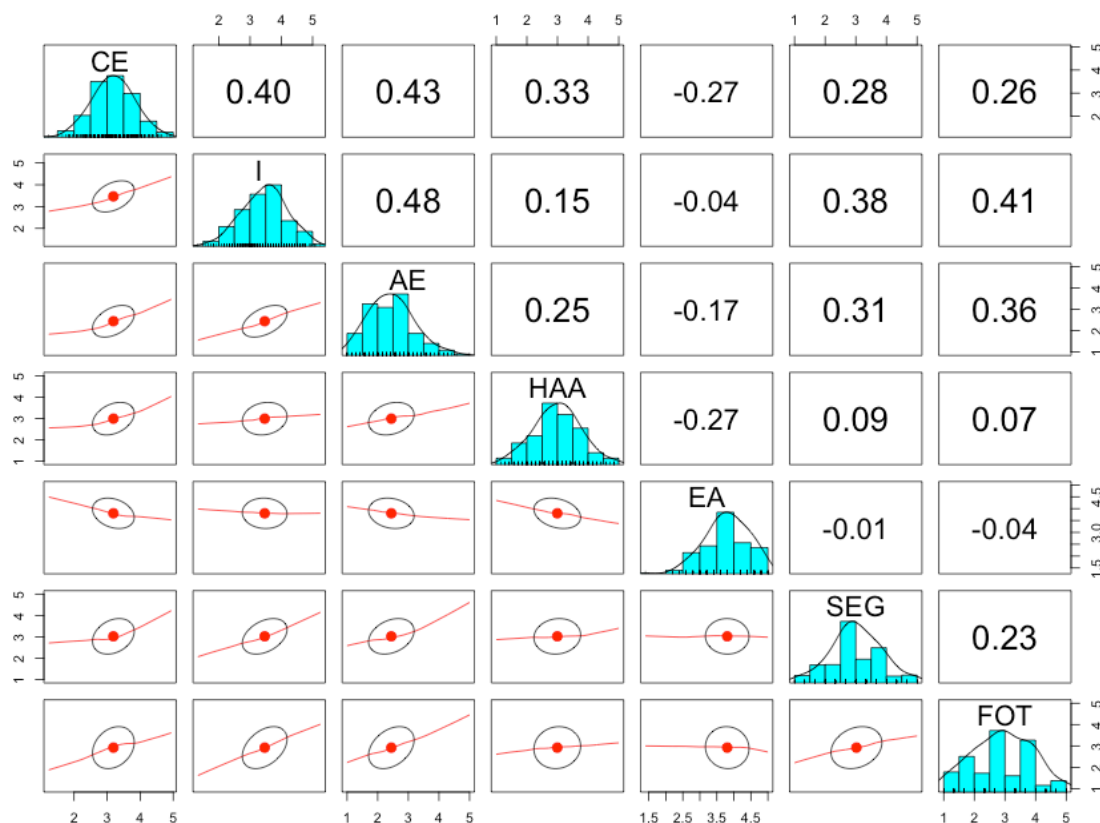 2 3 4 5 1 2 3 4 5 1 2 3 4 5
CE 0.40 0.43 0.33 -0.27 0.28 0.26 2 3 4 5
2 3 4 5 I 0.48 0.15 -0.04 0.38 0.41
AE 0.25 -0.17 0.31 0.36 1 2 3 4 5
1 2 3 4 5 HAA -0.27 0.09 0.07
EA -0.01 -0.04 1.5 3.0 4.5
1 2 3 4 5 SEG 0.23
FOT 1 2 3 4 5
2 3 4 5 1 2 3 4 5 1.5 2.5 3.5 4.5 1 2 3 4 5